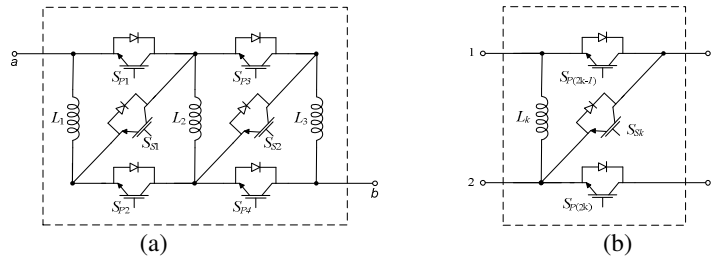 a
S_P1
S_P3
L_1
S_S1
L_2
S_S2
L_3
S_P2
S_P4
b
(a)
1
S_P(2k-1)
L_k
S_Sk
2
S_P(2k)
(b)